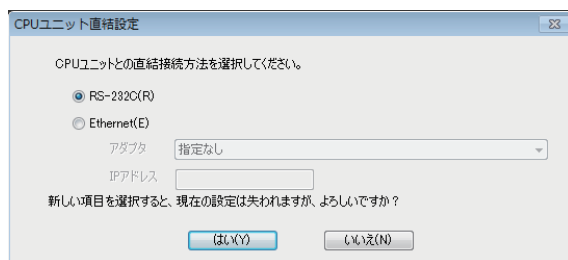 CPUユニット直結設定
CPUユニットとの直結接続方法を選択してください。
RS-232C(R)
Ethernet(E)
アダプタ 指定なし
IPアドレス
新しい項目を選択すると、現在の設定は失われますが、よろしいですか？
はい(Y) いいえ(N)